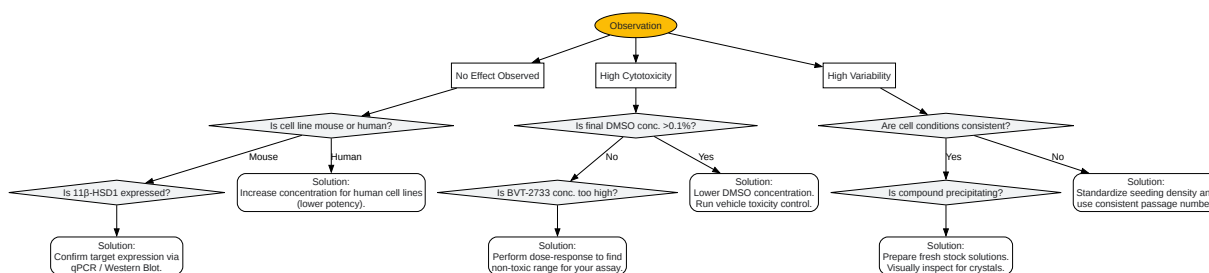 Observation
No Effect Observed
High Cytotoxicity
High Variability
Is cell line mouse or human?
Is final DMSO conc. >0.1%?
Are cell conditions consistent?
Mouse
Human
No
Yes
Yes
No
Is 11β-HSD1 expressed?
Solution:
Increase concentration for human cell lines
(lower potency).
Is BVT-2733 conc. too high?
Solution:
Lower DMSO concentration.
Run vehicle toxicity control.
Is compound precipitating?
Solution:
Standardize seeding density an
use consistent passage number
Solution:
Confirm target expression via
qPCR / Western Blot.
Solution:
Perform dose-response to find
non-toxic range for your assay.
Solution:
Prepare fresh stock solutions.
Visually inspect for crystals.